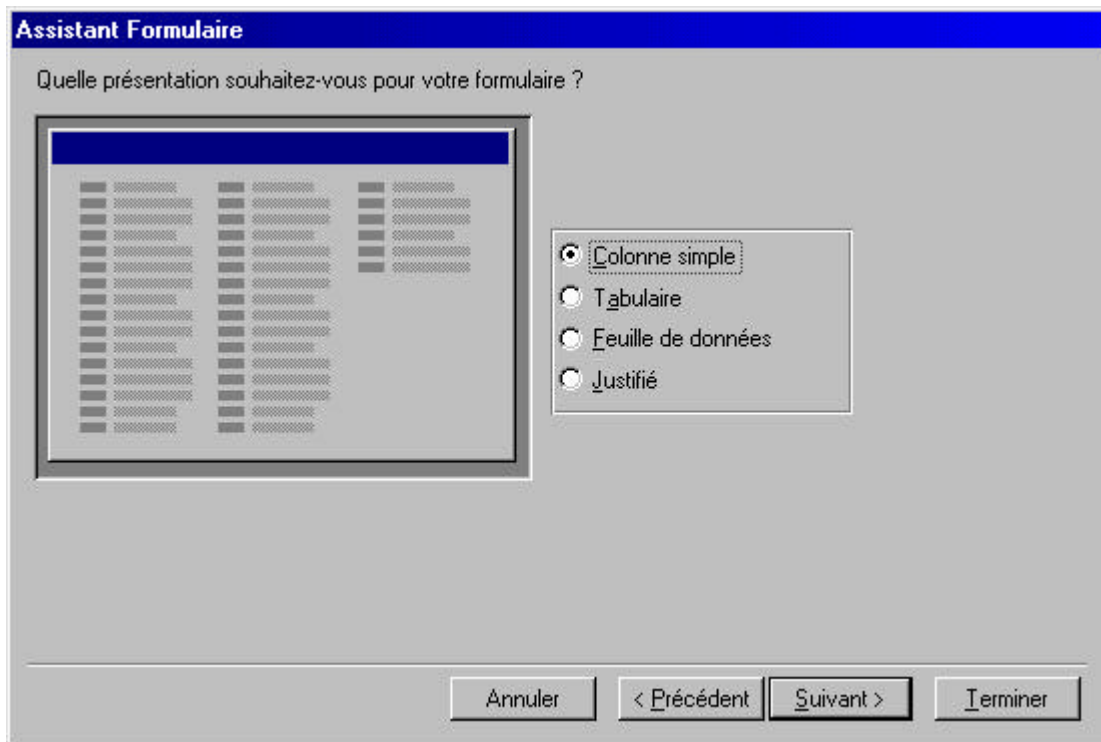 Assistant Formulaire
Quelle présentation souhaitez-vous pour votre formulaire ?
Colonne simple
Tabulaire
Feuille de données
Justifié
Annuler
< Précédent
Suivant >
Terminer